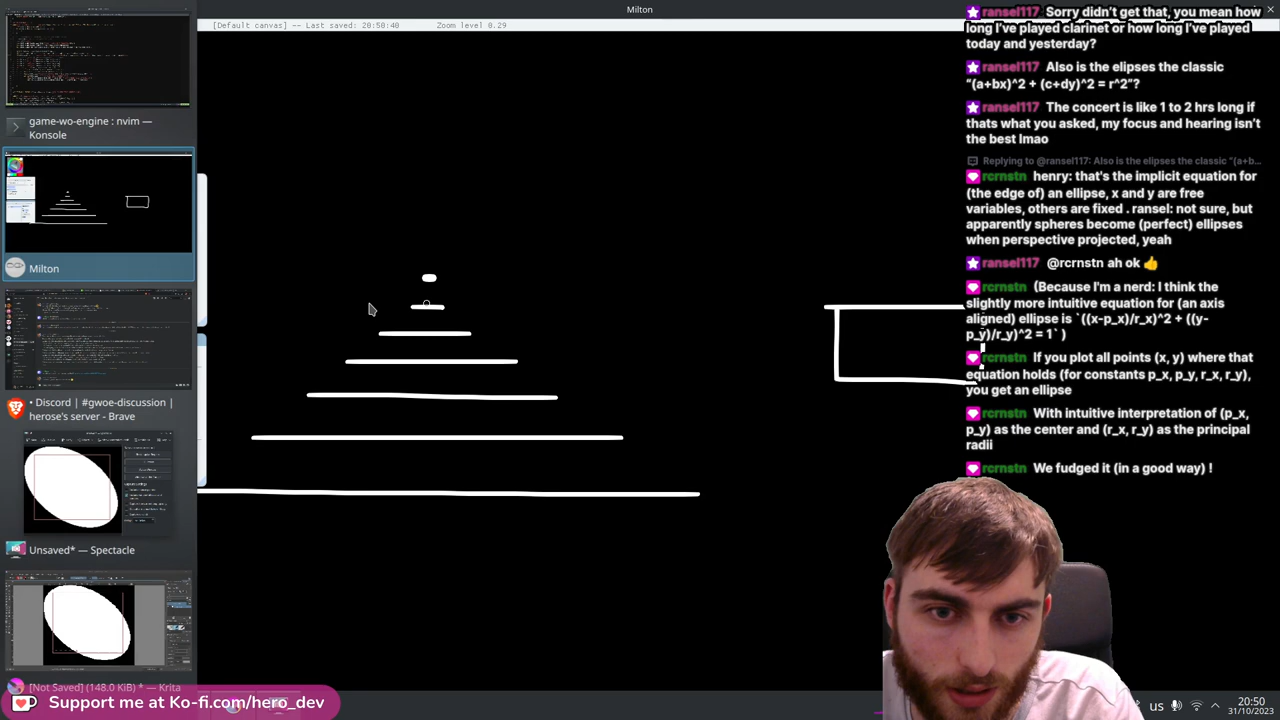 Milton
[Default canvas] -- Last saved: 20:50:40 Zoom level 0.29
game-wo-engine : nvim —
Konsole
Milton
• Discord | #gwoe-discussion |
herose's server - Brave
Unsaved* — Spectacle
[Not Saved] (148.0 KiB) * — Krita
Support me at Ko-fi.com/hero_dev
ransel117 Sorry didn't get that, you mean how
long I've played clarinet or how long I've played
today and yesterday?
ransel117 Also is the elipses the classic
"(a+bx)^2 + (c+dy)^2 = r^2"?
ransel117 The concert is like 1 to 2 hrs long if
thats what you asked, my focus and hearing isn't
the best lmao
Replying to @ransel117: Also is the elipses the classic "(a+b...
rcrnstn henry: that's the implicit equation for
(the edge of) an ellipse, x and y are free
variables, others are fixed . ransel: not sure, but
apparently spheres become (perfect) ellipses
when perspective projected, yeah
ransel117 @rcrnstn ah ok 👍
rcrnstn (Because I'm a nerd: I think the
slightly more intuitive equation for (an axis
aligned) ellipse is `((x-p_x)/r_x)^2 + ((y-
p_y)/r_y)^2 = 1` )
rcrnstn If you plot all points (x, y) where that
equation holds (for constants p_x, p_y, r_x, r_y),
you get an ellipse
rcrnstn With intuitive interpretation of (p_x,
p_y) as the center and (r_x, r_y) as the principal
radii
rcrnstn We fudged it (in a good way) !
us
20:50
31/10/2023